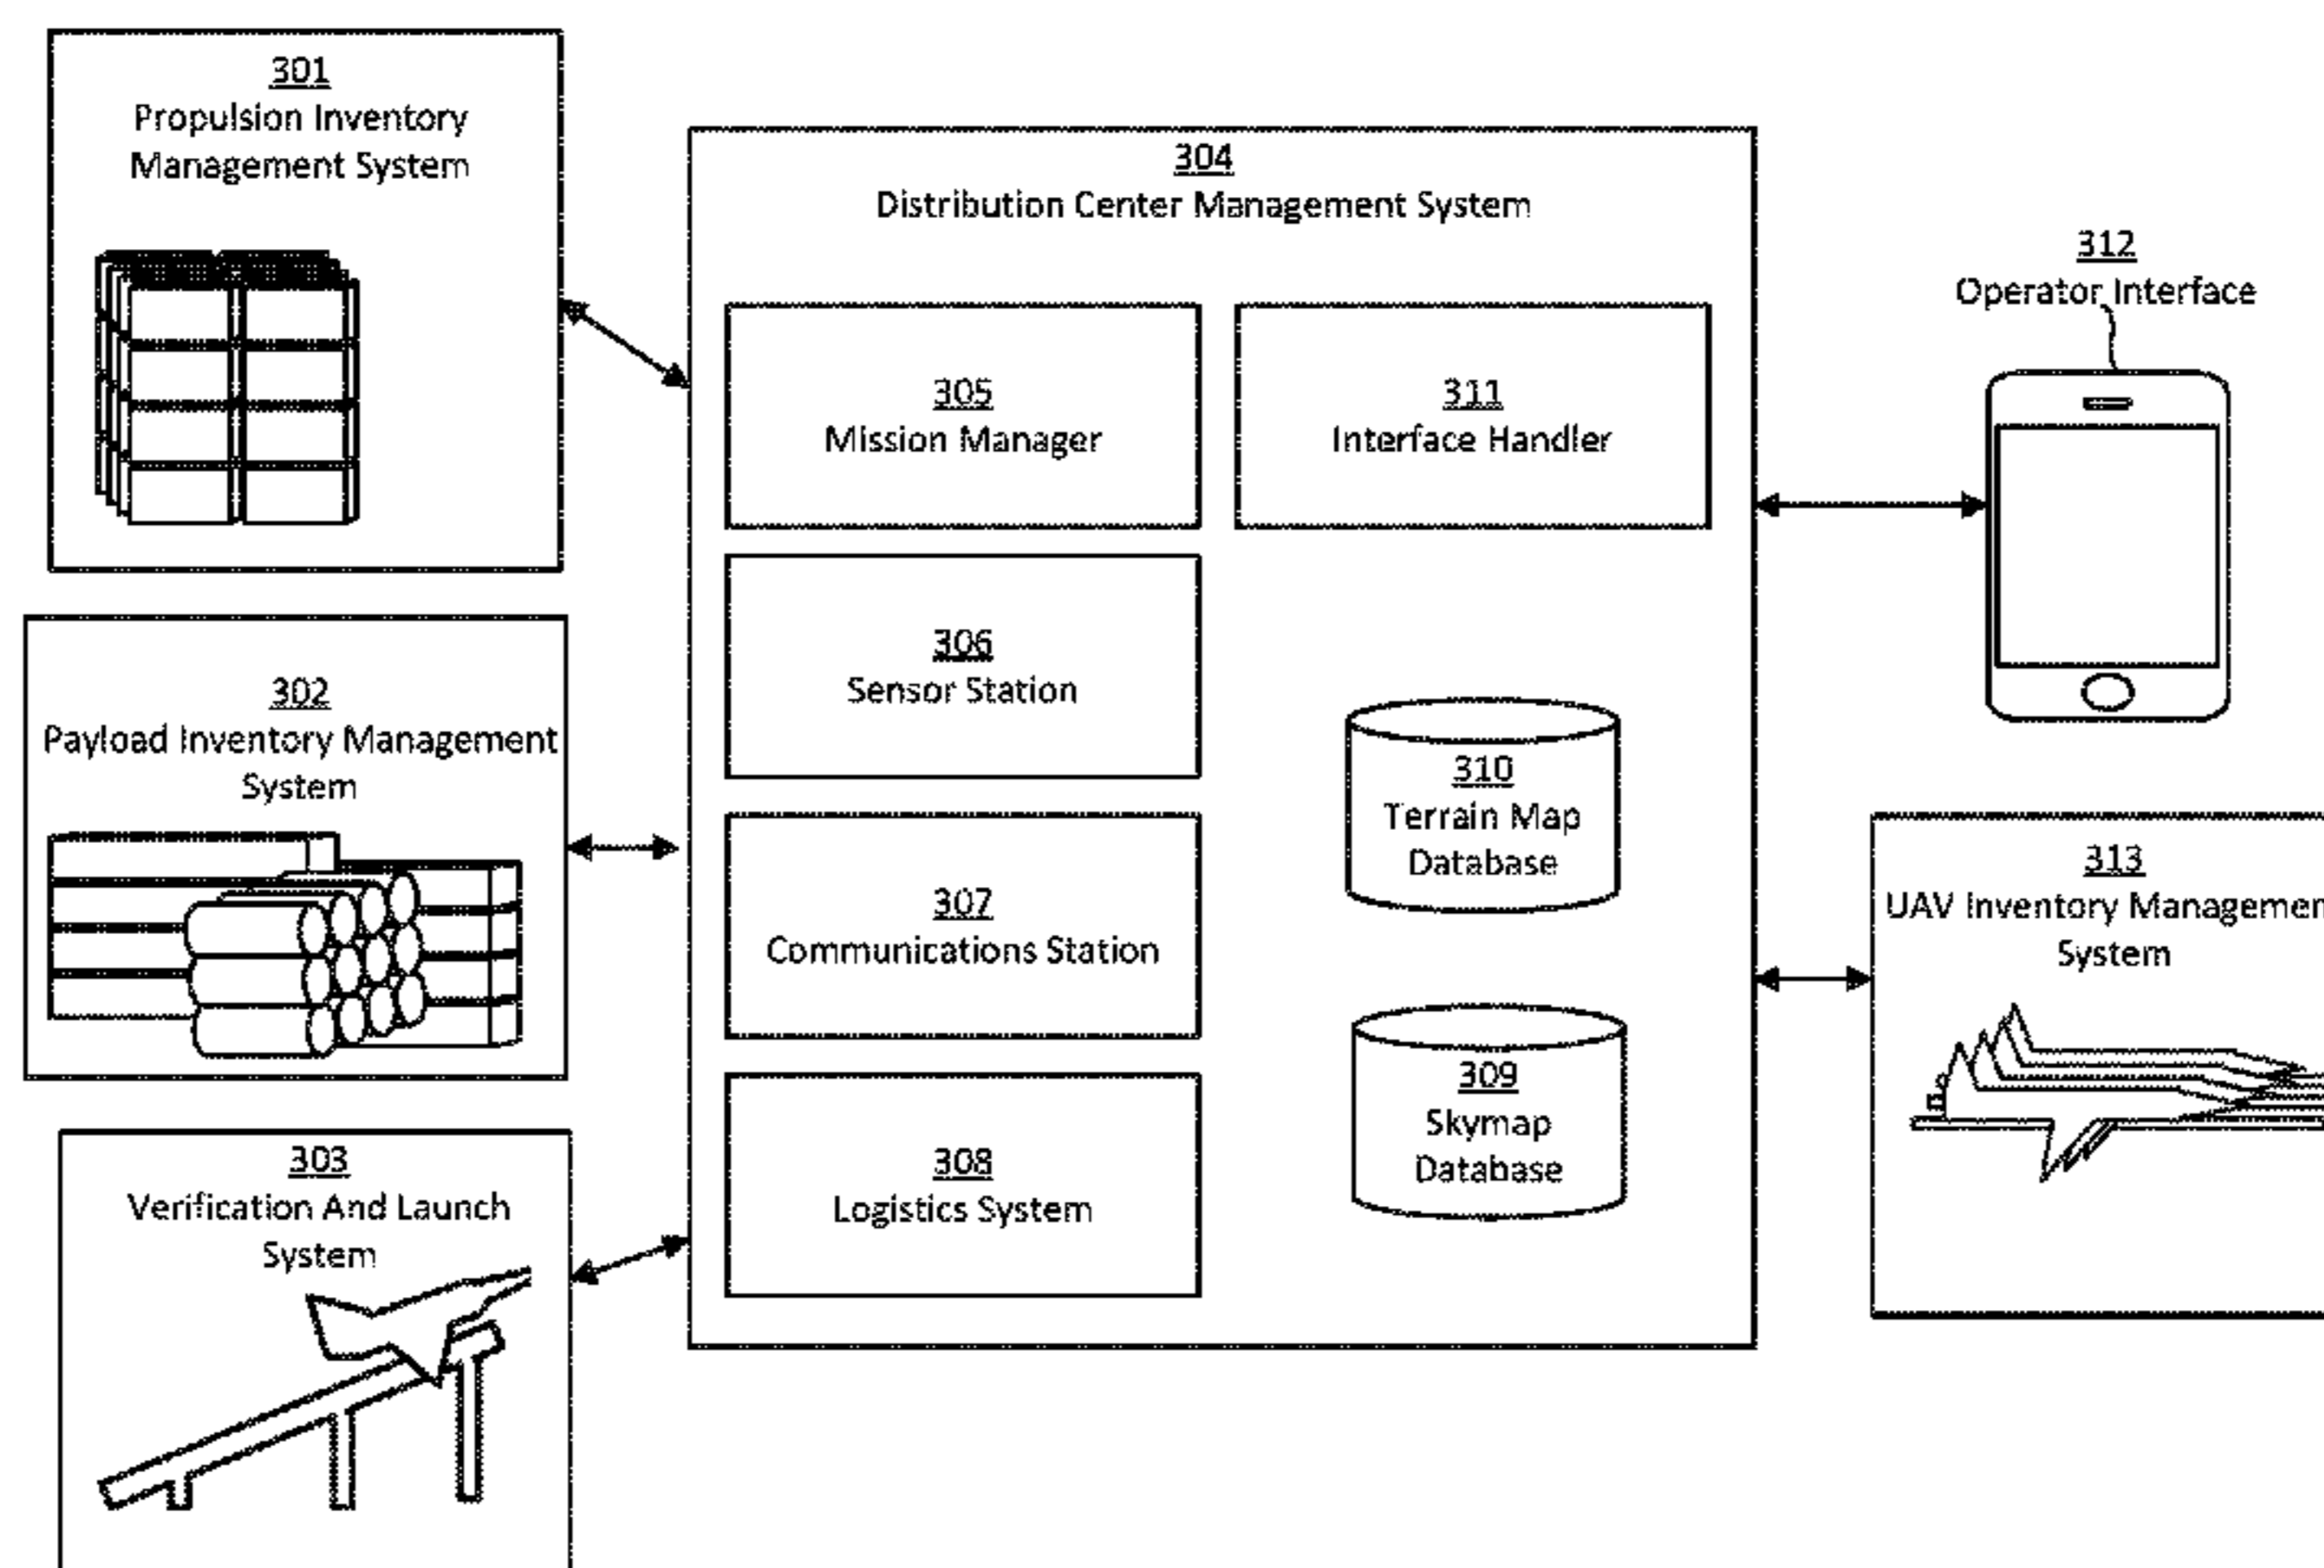 301
Propulsion Inventory
Management System
302
Payload Inventory Management
System
303
Verification And Launch
System
304
Distribution Center Management System
305
Mission Manager
311
Interface Handler
306
Sensor Station
307
Communications Station
308
Logistics System
310
Terrain Map
Database
309
Skymap
Database
312
Operator Interface
313
UAV Inventory Managemen
System